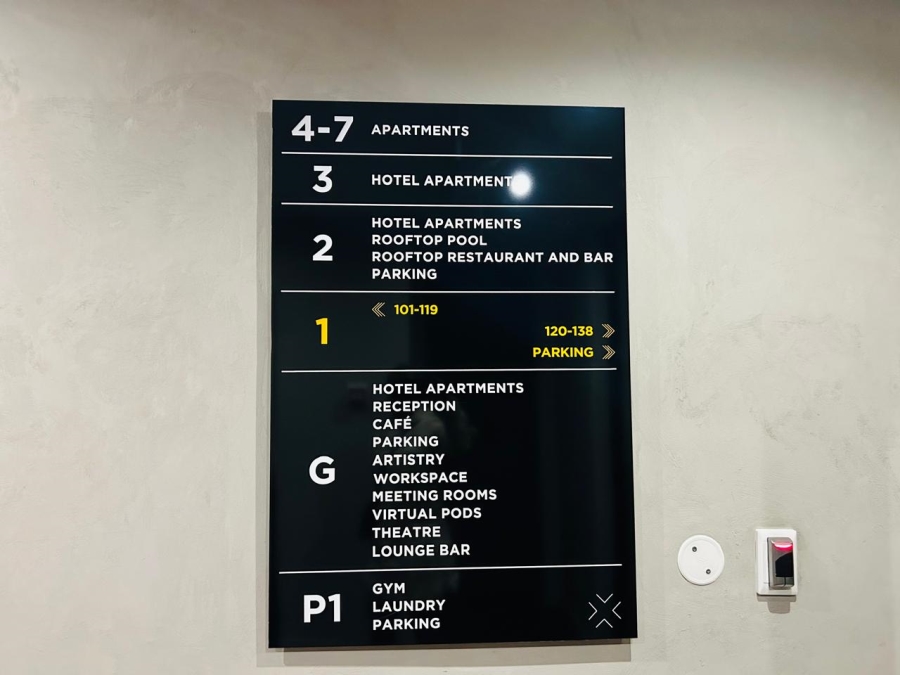 4-7 APARTMENTS
3 HOTEL APARTMENT
HOTEL APARTMENTS
ROOFTOP POOL
2 ROOFTOP RESTAURANT AND BAR
PARKING
101-119
1 120-138
PARKING
HOTEL APARTMENTS
RECEPTION
CAFÉ
PARKING
ARTISTRY
G WORKSPACE
MEETING ROOMS
VIRTUAL PODS
THEATRE
LOUNGE BAR
GYM
P1 LAUNDRY
PARKING